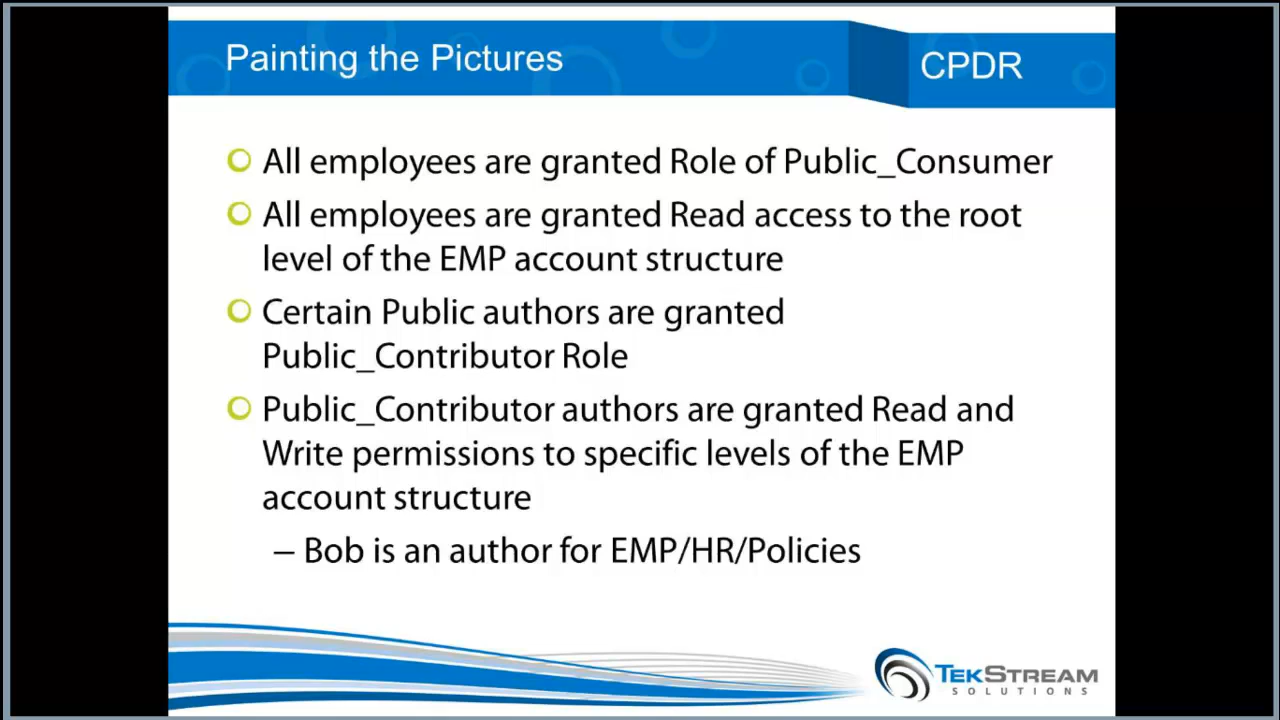 Painting the Pictures
CPDR
All employees are granted Role of Public_Consumer
All employees are granted Read access to the root
level of the EMP account structure
Certain Public authors are granted
Public_Contributor Role
Public_Contributor authors are granted Read and
Write permissions to specific levels of the EMP
account structure
– Bob is an author for EMP/HR/Policies
TEKSTREAM
SOLUTIONS